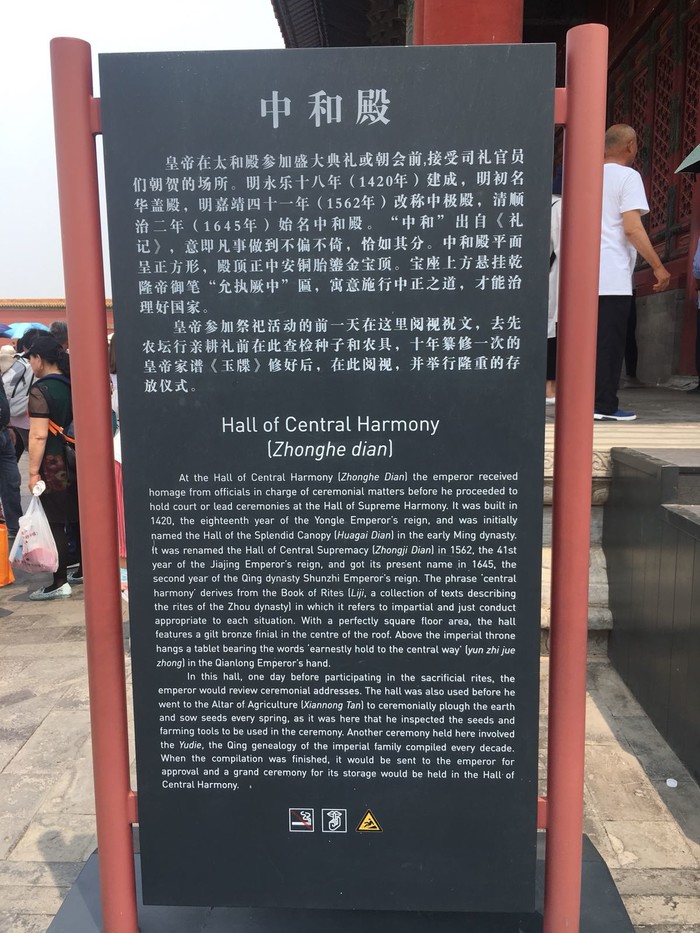 中和殿
皇帝在太和殿参加盛大典礼或朝会前,接受司礼官员
们朝贺的场所。明永乐十八年（1420年）建成，明初名
华盖殿，明嘉靖四十一年（1562年）改称中极殿，清顺
治二年（1645年）始名中和殿。“中和”出自《礼
记》，意即凡事做到不偏不倚，恰如其分。中和殿平面
呈正方形，殿顶正中安铜胎鎏金宝顶。宝座上方悬挂乾
隆帝御笔“允执厥中”匾，寓意施行中正之道，才能治
理好国家。
皇帝参加祭祀活动的前一天在这里阅视祝文，去先
农坛行亲耕礼前在此查检种子和农具，十年纂修一次的
皇帝家谱《玉牒》修好后，在此阅视，并举行隆重的存
放仪式。
Hall of Central Harmony
(Zhonghe dian)
At the Hall of Central Harmony (Zhonghe Dian) the emperor received
homage from officials in charge of ceremonial matters before he proceeded to
hold court or lead ceremonies at the Hall of Supreme Harmony. It was built in
1420, the eighteenth year of the Yongle Emperor's reign, and was initially
named the Hall of the Splendid Canopy (Huagai Dian) in the early Ming dynasty.
It was renamed the Hall of Central Supremacy (Zhongji Dian) in 1562, the 41st
year of the Jiajing Emperor's reign, and got its present name in 1645, the
second year of the Qing dynasty Shunzhi Emperor's reign. The phrase 'central
harmony' derives from the Book of Rites (Liji, a collection of texts describing
the rites of the Zhou dynasty) in which it refers to impartial and just conduct
appropriate to each situation. With a perfectly square floor area, the hall
features a gilt bronze finial in the centre of the roof. Above the imperial throne
hangs a tablet bearing the words 'earnestly hold to the central way' (yun zhi jue
zhong) in the Qianlong Emperor's hand.
In this hall, one day before participating in the sacrificial rites, the
emperor would review ceremonial addresses. The hall was also used before he
went to the Altar of Agriculture (Xiannong Tan) to ceremonially plough the earth
and sow seeds every spring, as it was here that he inspected the seeds and
farming tools to be used in the ceremony. Another ceremony held here involved
the Yudie, the Qing genealogy of the imperial family compiled every decade.
When the compilation was finished, it would be sent to the emperor for
approval and a grand ceremony for its storage would be held in the Hall of
Central Harmony.